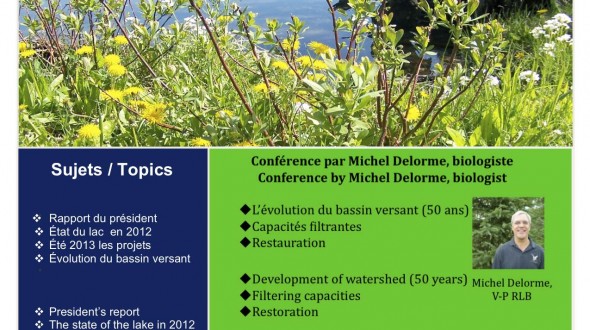 Sujets / Topics
❖ Rapport du président
❖ État du lac en 2012
❖ Été 2013 les projets
❖ Évolution du bassin versant
❖ President's report
❖ The state of the lake in 2012
Conférence par Michel Delorme, biologiste
Conference by Michel Delorme, biologist
◆L'évolution du bassin versant (50 ans)
◆Capacités filtrantes
◆Restauration
◆Development of watershed (50 years)
◆Filtering capacities
◆Restoration
Michel Delorme,
V-P RLB